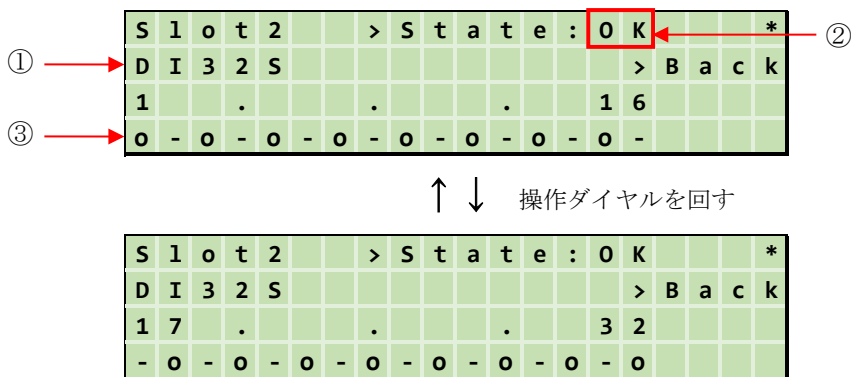 Slot2  >State:OK   *
①
DI32S          >Back
②
1  .   .   .  16
③
o-o-o-o-o-o-o-o-
↑↓ 操作ダイヤルを回す
Slot2  >State:OK   *
DI32S          >Back
17 .   .   .  32
-o-o-o-o-o-o-o-o